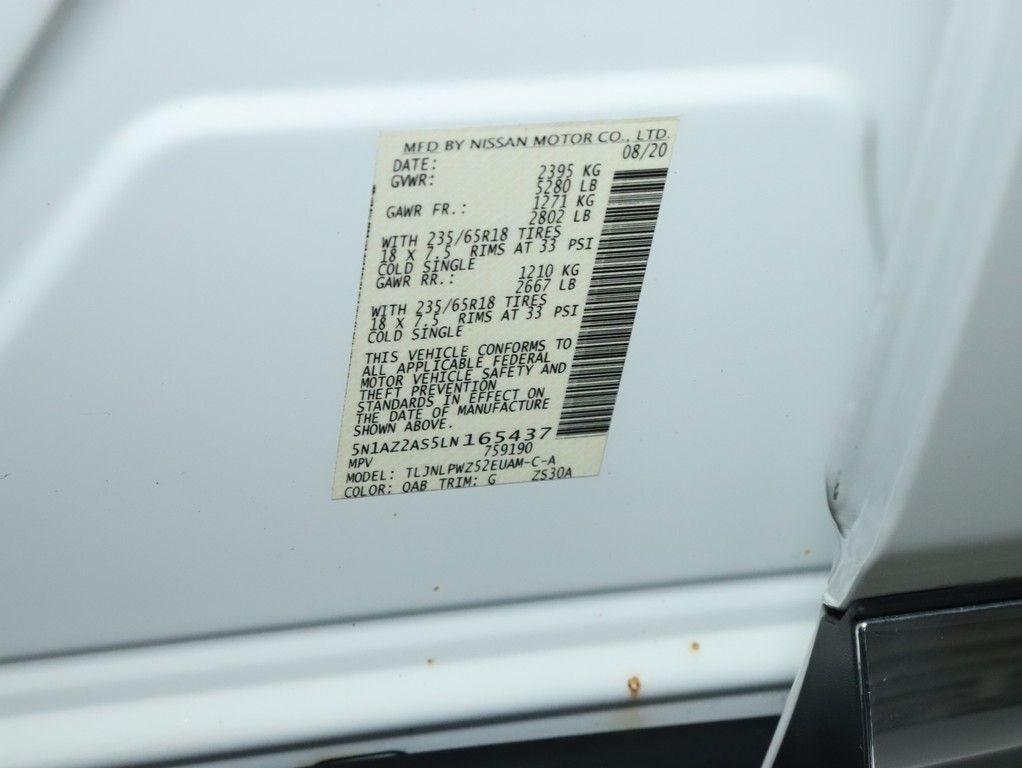 MFD BY NISSAN MOTOR CO., LTD.
DATE: 08/20
GVWR: 2395 KG
5280 LB
GAWR FR.: 1271 KG
2802 LB
WITH 235/65R18 TIRES
18 X 7.5 RIMS AT 33 PSI
COLD SINGLE
GAWR RR.: 1210 KG
2667 LB
WITH 235/65R18 TIRES
18 X 7.5 RIMS AT 33 PSI
COLD SINGLE
THIS VEHICLE CONFORMS TO
ALL APPLICABLE FEDERAL
MOTOR VEHICLE SAFETY AND
THEFT PREVENTION
STANDARDS IN EFFECT ON
THE DATE OF MANUFACTURE
SHOWN ABOVE.
5N1AZ2AS5LN165437
MPV 759190
MODEL: TLJNLPWZ52EUAM-C-A
COLOR: QAB TRIM: G ZS30A